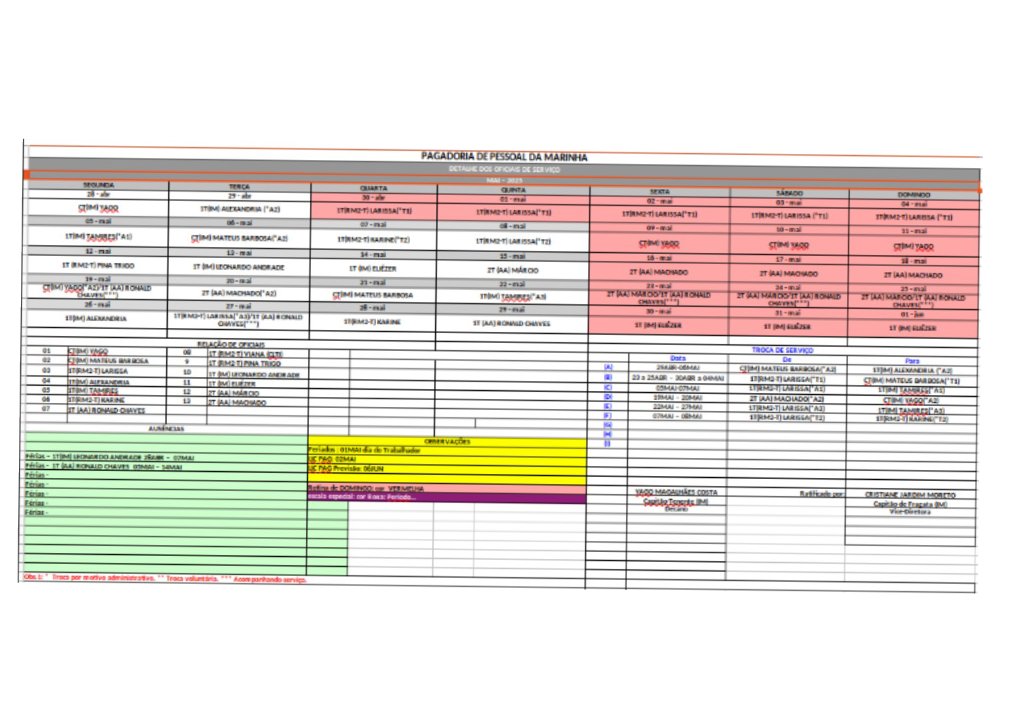 PAGADORIA DE PESSOAL DA MARINHA
DETALHE DOS OFICIAIS DE SERVIÇO
MAI - 2025
SEGUNDA TERÇA QUARTA QUINTA SEXTA SÁBADO DOMINGO
28 - abr 29 - abr 30 - abr 01 - mai 02 - mai 03 - mai 04 - mai
CT(IM) YAGO 1T(IM) ALEXANDRIA (*A2) 1T(RM2-T) LARISSA(*T1) 1T(RM2-T) LARISSA(*T1) 1T(RM2-T) LARISSA(*T1) 1T(RM2-T) LARISSA (*T1) 1T(RM2-T) LARISSA(*T1)
05 - mai 06 - mai 07 - mai 08 - mai 09 - mai 10 - mai 11 - mai
1T(IM) TAMIRES(*A1) CT(IM) MATEUS BARBOSA(*A2) 1T(RM2-T) KARINE(*T2) 1T(RM2-T) LARISSA(*T2) CT(IM) YAGO CT(IM) YAGO CT(IM) YAGO
12 - mai 13 - mai 14 - mai 15 - mai 16 - mai 17 - mai 18 - mai
1T (RM2-T) PINA TRIGO 1T (IM) LEONARDO ANDRADE 1T (IM) ELIÉZER 2T (AA) MÁRCIO 2T (AA) MACHADO 2T (AA) MACHADO 2T (AA) MACHADO
19 - mai 20 - mai 21 - mai 22 - mai 23 - mai 24 - mai 25 - mai
CT(IM) YAGO(*A2)/1T (AA) RONALD CHAVES(***) 2T (AA) MACHADO(*A2) CT(IM) MATEUS BARBOSA 1T(IM) TAMIRES(*A3) 2T (AA) MARCIO/1T (AA) RONALD CHAVES(***) 2T (AA) MARCIO/1T (AA) RONALD CHAVES(***) 2T (AA) MARCIO/1T (AA) RONALD CHAVES(***)
26 - mai 27 - mai 28 - mai 29 - mai 30 - mai 31 - mai 01 - jun
1T(IM) ALEXANDRIA 1T(RM2-T) LARISSA(*A3)/1T (AA) RONALD CHAVES(***) 1T(RM2-T) KARINE 1T (AA) RONALD CHAVES 1T (IM) ELIÉZER 1T (IM) ELIÉZER 1T (IM) ELIÉZER
RELAÇÃO DE OFICIAIS
01 CT(IM) YAGO 08 1T (RM2-T) VIANA (CLTI)
02 CT(IM) MATEUS BARBOSA 9 1T (RM2-T) PINA TRIGO
03 1T(RM2-T) LARISSA 10 1T (IM) LEONARDO ANDRADE
04 1T(IM) ALEXANDRIA 11 1T (IM) ELIÉZER
05 1T(IM) TAMIRES 12 2T (AA) MÁRCIO
06 1T(RM2-T) KARINE 13 2T (AA) MACHADO
07 1T (AA) RONALD CHAVES
TROCA DE SERVIÇO
Data De Para
(A) 29ABR-06MAI CT(IM) MATEUS BARBOSA(*A2) 1T(IM) ALEXANDRIA (*A2)
(B) 23 a 25ABR - 30ABR a 04MAI 1T(RM2-T) LARISSA(*T1) CT(IM) MATEUS BARBOSA(*T1)
(C) 05MAI-07MAI 1T(RM2-T) LARISSA(*A1) 1T(IM) TAMIRES(*A1)
(D) 19MAI - 20MAI 2T (AA) MACHADO(*A2) CT(IM) YAGO(*A2)
(E) 22MAI - 27MAI 1T(RM2-T) LARISSA(*A3) 1T(IM) TAMIRES(*A3)
(F) 07MAI - 08MAI 1T(RM2-T) LARISSA(*T2) 1T(RM2-T) KARINE(*T2)
(G)
(H)
(I)
AUSÊNCIAS
Férias - 1T(IM) LEONARDO ANDRADE 28ABR - 07MAI
Férias - 1T (AA) RONALD CHAVES 05MAI - 14MAI
Férias -
Férias -
Férias -
Férias -
Férias -
OBSERVAÇÕES
Feriados : 01MAI dia do Trabalhador
UC PAG: 02MAI
UC PAG Previsão: 06JUN
Rotina de DOMINGO: cor VERMELHA
escala especial: cor Roxa: Período...
YAGO MAGALHÃES COSTA
Capitão Tenente (IM)
Decano
Ratificado por: CRISTIANE JARDIM MORETO
Capitão de Fragata (IM)
Vice-Diretora
Obs 1: * Troca por motivo administrativo. ** Troca voluntária. *** Acompanhando serviço.